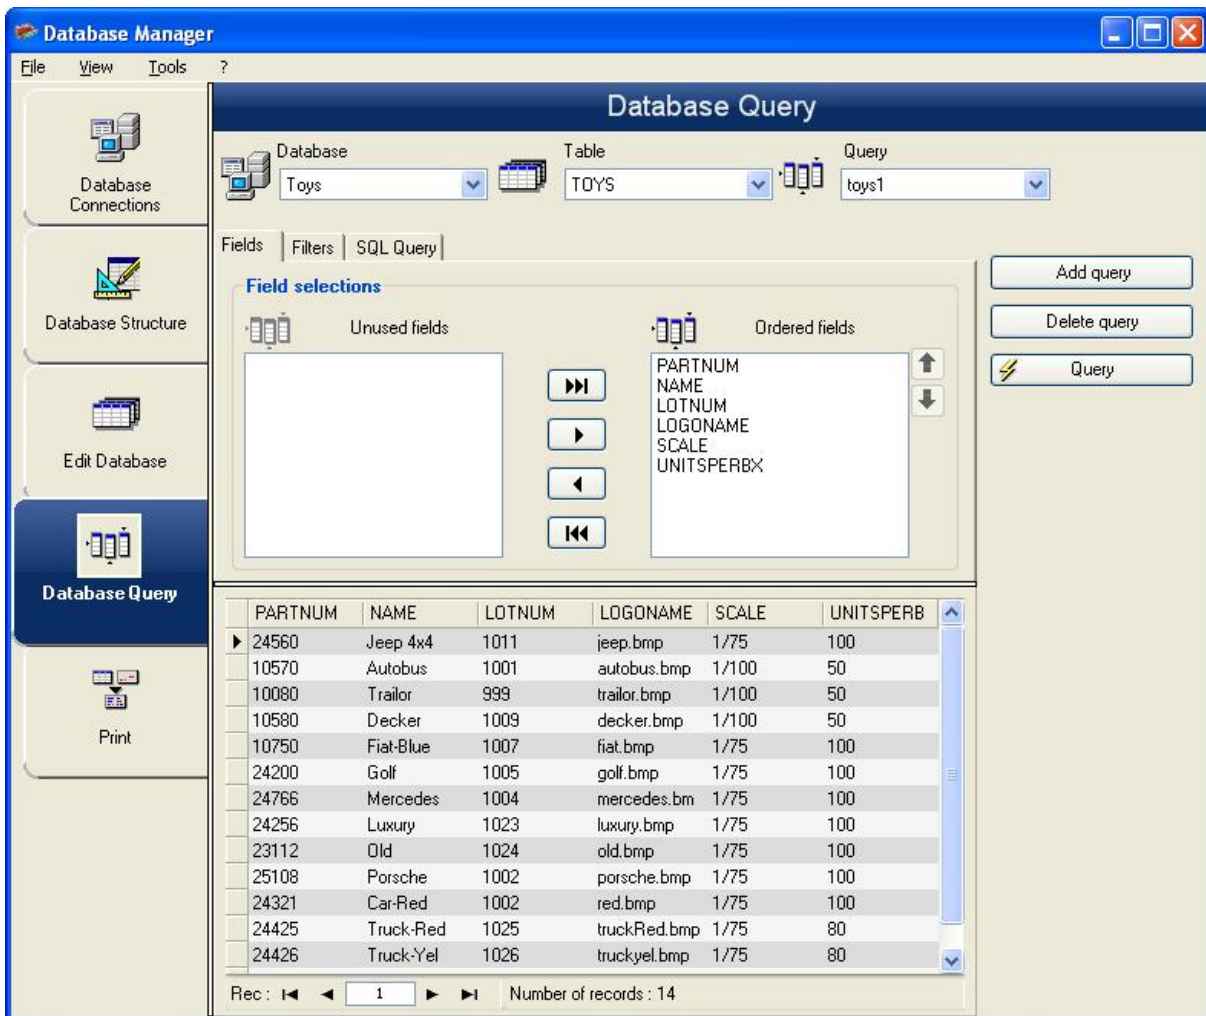 Database Manager
File View Tools ?
Database Connections
Database Structure
Edit Database
Database Query
Print
Database Query
Database Table Query
Toys TOYS toys1
Fields Filters SQL Query
Field selections
Unused fields Ordered fields
PARTNUM
NAME
LOTNUM
LOGONAME
SCALE
UNITSPERBX
Add query
Delete query
Query
PARTNUM NAME LOTNUM LOGONAME SCALE UNITSPERB
24560 Jeep 4x4 1011 jeep.bmp 1/75 100
10570 Autobus 1001 autobus.bmp 1/100 50
10080 Trailor 999 trailor.bmp 1/100 50
10580 Decker 1009 decker.bmp 1/100 50
10750 Fiat-Blue 1007 fiat.bmp 1/75 100
24200 Golf 1005 golf.bmp 1/75 100
24766 Mercedes 1004 mercedes.bm 1/75 100
24256 Luxury 1023 luxury.bmp 1/75 100
23112 Old 1024 old.bmp 1/75 100
25108 Porsche 1002 porsche.bmp 1/75 100
24321 Car-Red 1002 red.bmp 1/75 100
24425 Truck-Red 1025 truckRed.bmp 1/75 80
24426 Truck-Yel 1026 truckyel.bmp 1/75 80
Rec : 1 Number of records : 14